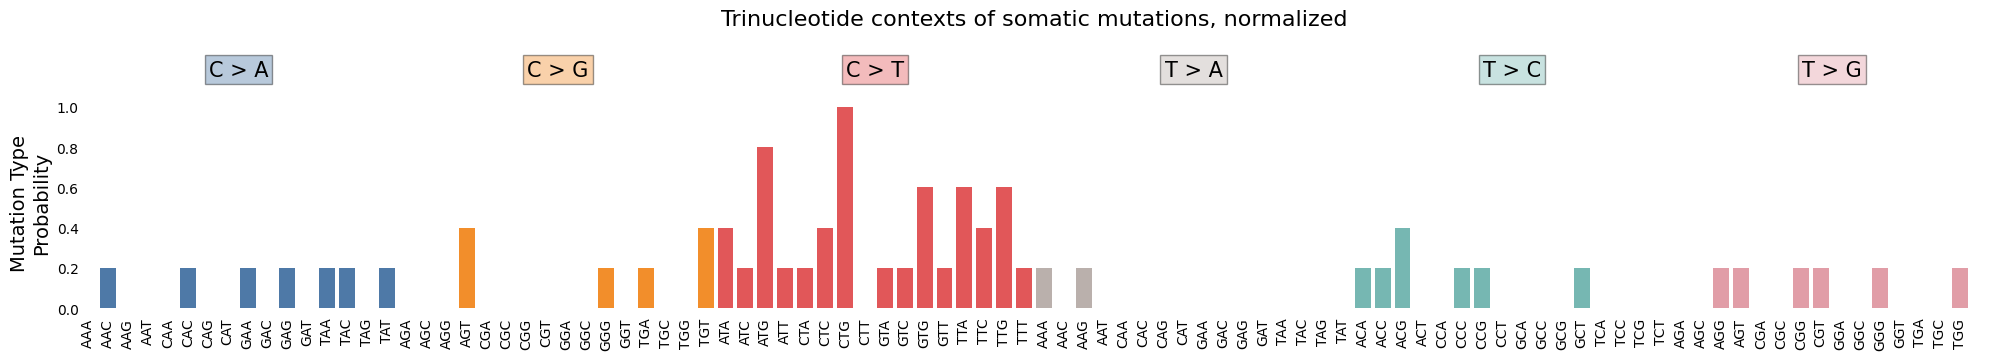 Trinucleotide contexts of somatic mutations, normalized
C > A
C > G
C > T
T > A
T > C
T > G
Mutation Type
Probability
1.0
0.8
0.6
0.4
0.2
0.0
AAA
AAC
AAG
AAT
CAA
CAC
CAG
CAT
GAA
GAC
GAG
GAT
TAA
TAC
TAG
TAT
AGA
AGC
AGG
AGT
CGA
CGC
CGG
CGT
GGA
GGC
GGG
GGT
TGA
TGC
TGG
TGT
ATA
ATC
ATG
ATT
CTA
CTC
CTG
CTT
GTA
GTC
GTG
GTT
TTA
TTC
TTG
TTT
AAA
AAC
AAG
AAT
CAA
CAC
CAG
CAT
GAA
GAC
GAG
GAT
TAA
TAC
TAG
TAT
ACA
ACC
ACG
ACT
CCA
CCC
CCG
CCT
GCA
GCC
GCG
GCT
TCA
TCC
TCG
TCT
AGA
AGC
AGG
AGT
CGA
CGC
CGG
CGT
GGA
GGC
GGG
GGT
TGA
TGC
TGG